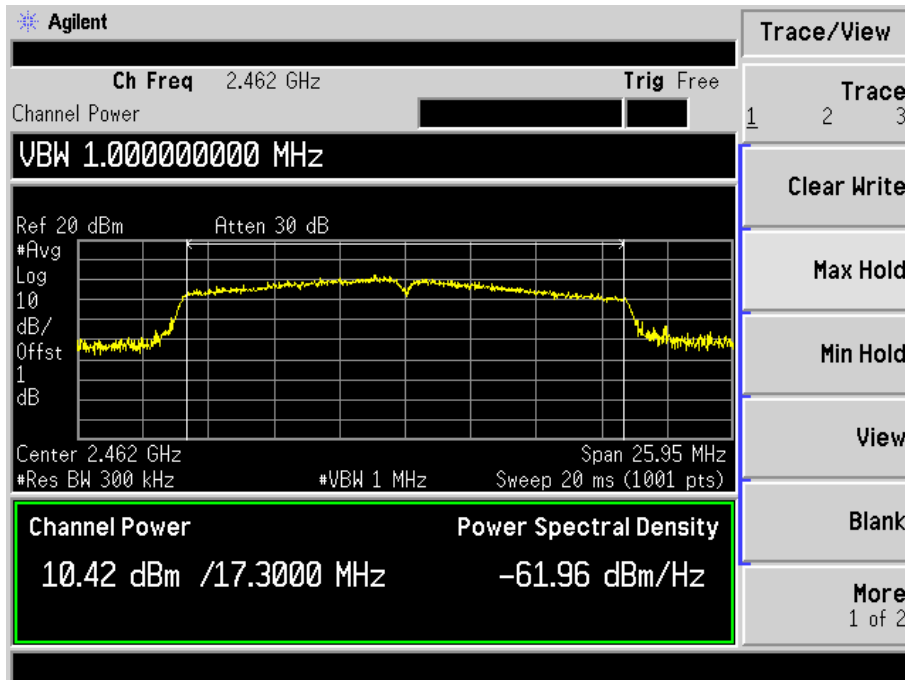 Agilent
Trace/View
Ch Freq 2.462 GHz Trig Free
Channel Power
Trace
1 2 3
VBW 1.000000000 MHz
Clear Write
Ref 20 dBm Atten 30 dB
#Avg
Log
10
dB/
Offst
1
dB
Max Hold
Min Hold
View
Center 2.462 GHz Span 25.95 MHz
#Res BW 300 kHz #VBW 1 MHz Sweep 20 ms (1001 pts)
Channel Power Power Spectral Density
10.42 dBm /17.3000 MHz -61.96 dBm/Hz
Blank
More
1 of 2